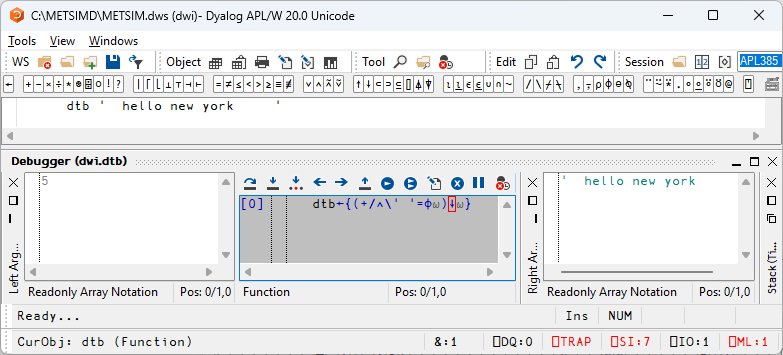 C:\METSIMD\METSIM.dws (dwi)- Dyalog APL/W 20.0 Unicode
Tools View Windows
WS Object Tool Edit Session APL385
← + - × ÷ * ⍟ ⌹ ○ ! ? | ⌈ ⌊ ⊥ ⊤ ⊣ ⊢ = ≠ ≤ < > ≥ ≡ ≢ ∨ ∧ ⍲ ⍱ ↑ ↓ ⊂ ⊃ ⊆ ⌷ ⍋ ⍒ ⍳ ⍸ ∊ ⍷ ∪ ∩ ~ / \ ⌿ ⍀ , ⍪ ⍴ ⌽ ⊖ ⍉ ¨ ⍨ ⍣ . ∘ ⍤ ⍥ @ ⍞
dtb '  hello new york     '
Debugger (dwi.dtb)
5
[0] dtb←{(+/∧\' '=⌽⍵)↓⍵}
'  hello new york
Left Arg...
Right Ar...
Stack (Ti...
Readonly Array Notation Pos: 0/1,0
Function Pos: 0/1,0
Readonly Array Notation Pos: 0/1,0
Ready... Ins NUM
CurObj: dtb (Function) &:1 ⎕DQ:0 ⎕TRAP ⎕SI:7 ⎕IO:1 ⎕ML:1